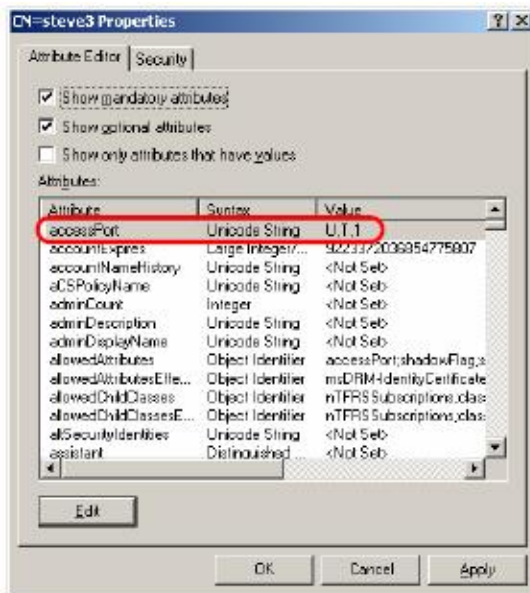 CN=steve3 Properties
Attribute Editor Security
Show mandatory attributes
Show optional attributes
Show only attributes that have values
Attributes:
Attribute Syntax Value
accessPort Unicode String U.T.1
accountExpires Large Integer/... 9223372036854775807
accountNameHistory Unicode String <Not Set>
aCSPolicyName Unicode String <Not Set>
adminCount Integer <Not Set>
adminDescription Unicode String <Not Set>
adminDisplayName Unicode String <Not Set>
allowedAttributes Object Identifier accessPort;shadowFlag;
allowedAttributesEffe... Object Identifier msDRM-IdentityCertificate
allowedChildClasses Object Identifier nTFRSSubscriptions;clas
allowedChildClassesE... Object Identifier nTFRSSubscriptions;clas
altSecurityIdentities Unicode String <Not Set>
assistant Distinguished ... <Not Set>
Edit
OK Cancel Apply